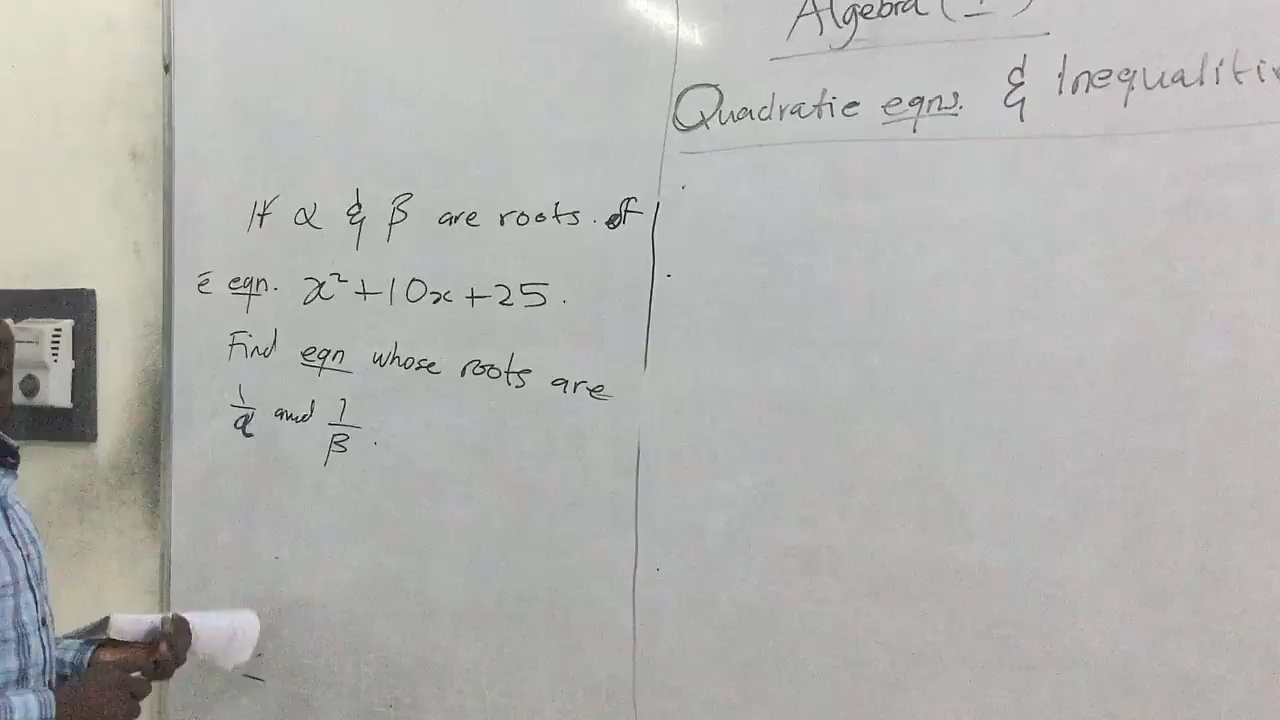 If α & β are roots of
ē eqn. x²+10x+25.
Find eqn whose roots are
1/α and 1/β.
Algebra (1)
Quadratic eqns. & Inequaliti